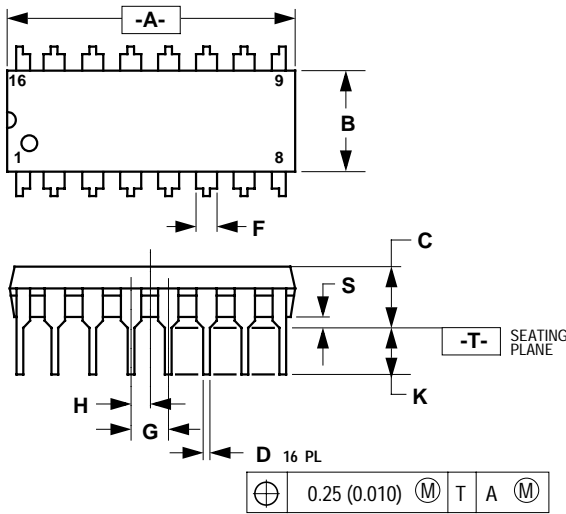 -A-
16 9
B
1 8
F
C
S
-T- SEATING
PLANE
K
H
G
D 16 PL
⌖ 0.25 (0.010) Ⓜ T A Ⓜ